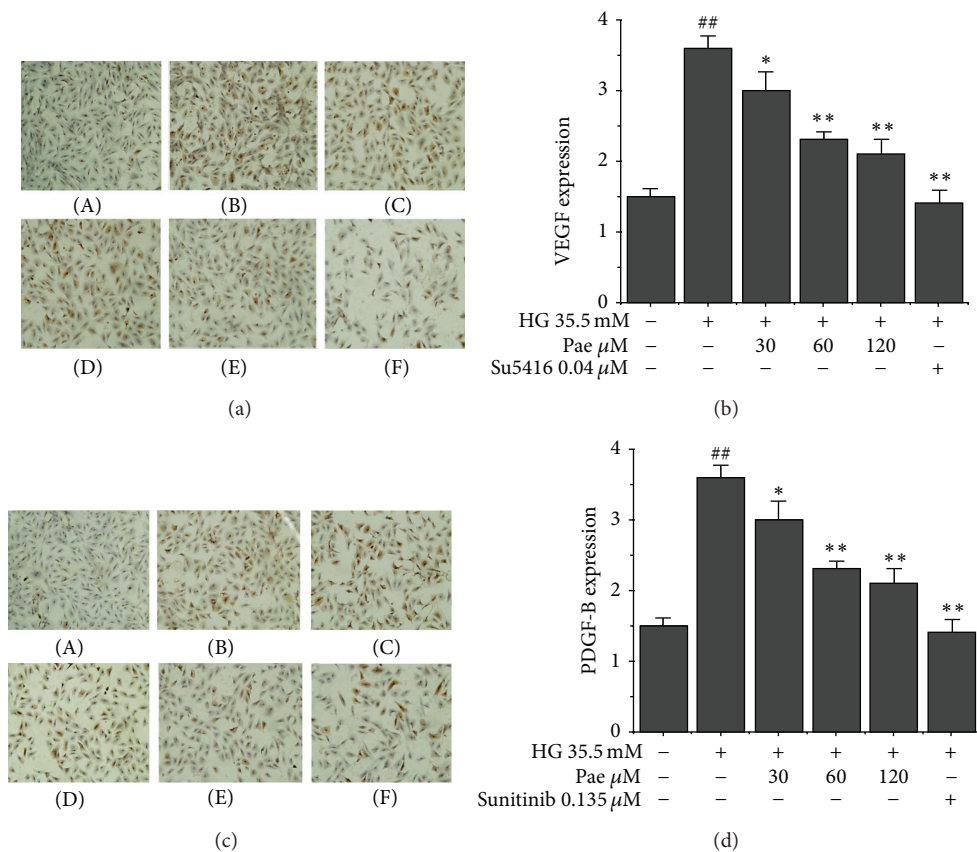 (A)
(B)
(C)
(D)
(E)
(F)
(a)
4
3
2
1
0
VEGF expression
##
*
**
**
**
HG 35.5 mM − + + + + +
Pae μM − − 30 60 120 −
Su5416 0.04 μM − − − − − +
(b)
(A)
(B)
(C)
(D)
(E)
(F)
(c)
4
3
2
1
0
PDGF-B expression
##
*
**
**
**
HG 35.5 mM − + + + + +
Pae μM − − 30 60 120 −
Sunitinib 0.135 μM − − − − − +
(d)